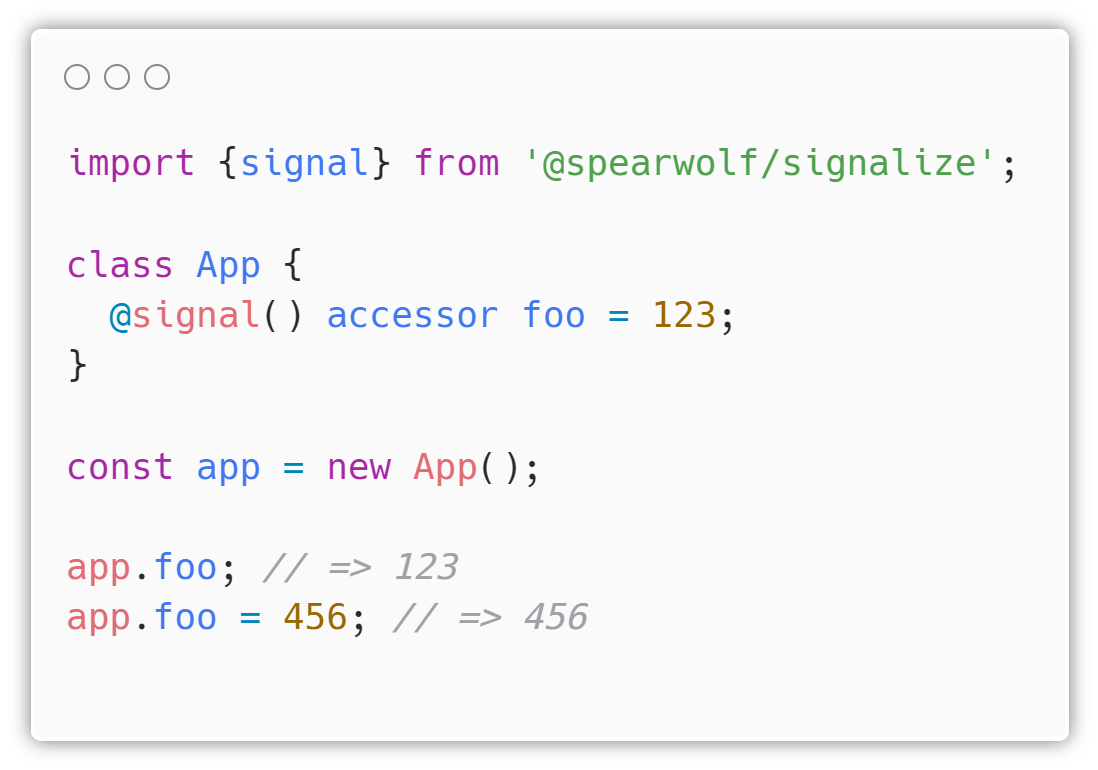 import {signal} from '@spearwolf/signalize';
class App {
  @signal() accessor foo = 123;
}
const app = new App();
app.foo; // => 123
app.foo = 456; // => 456